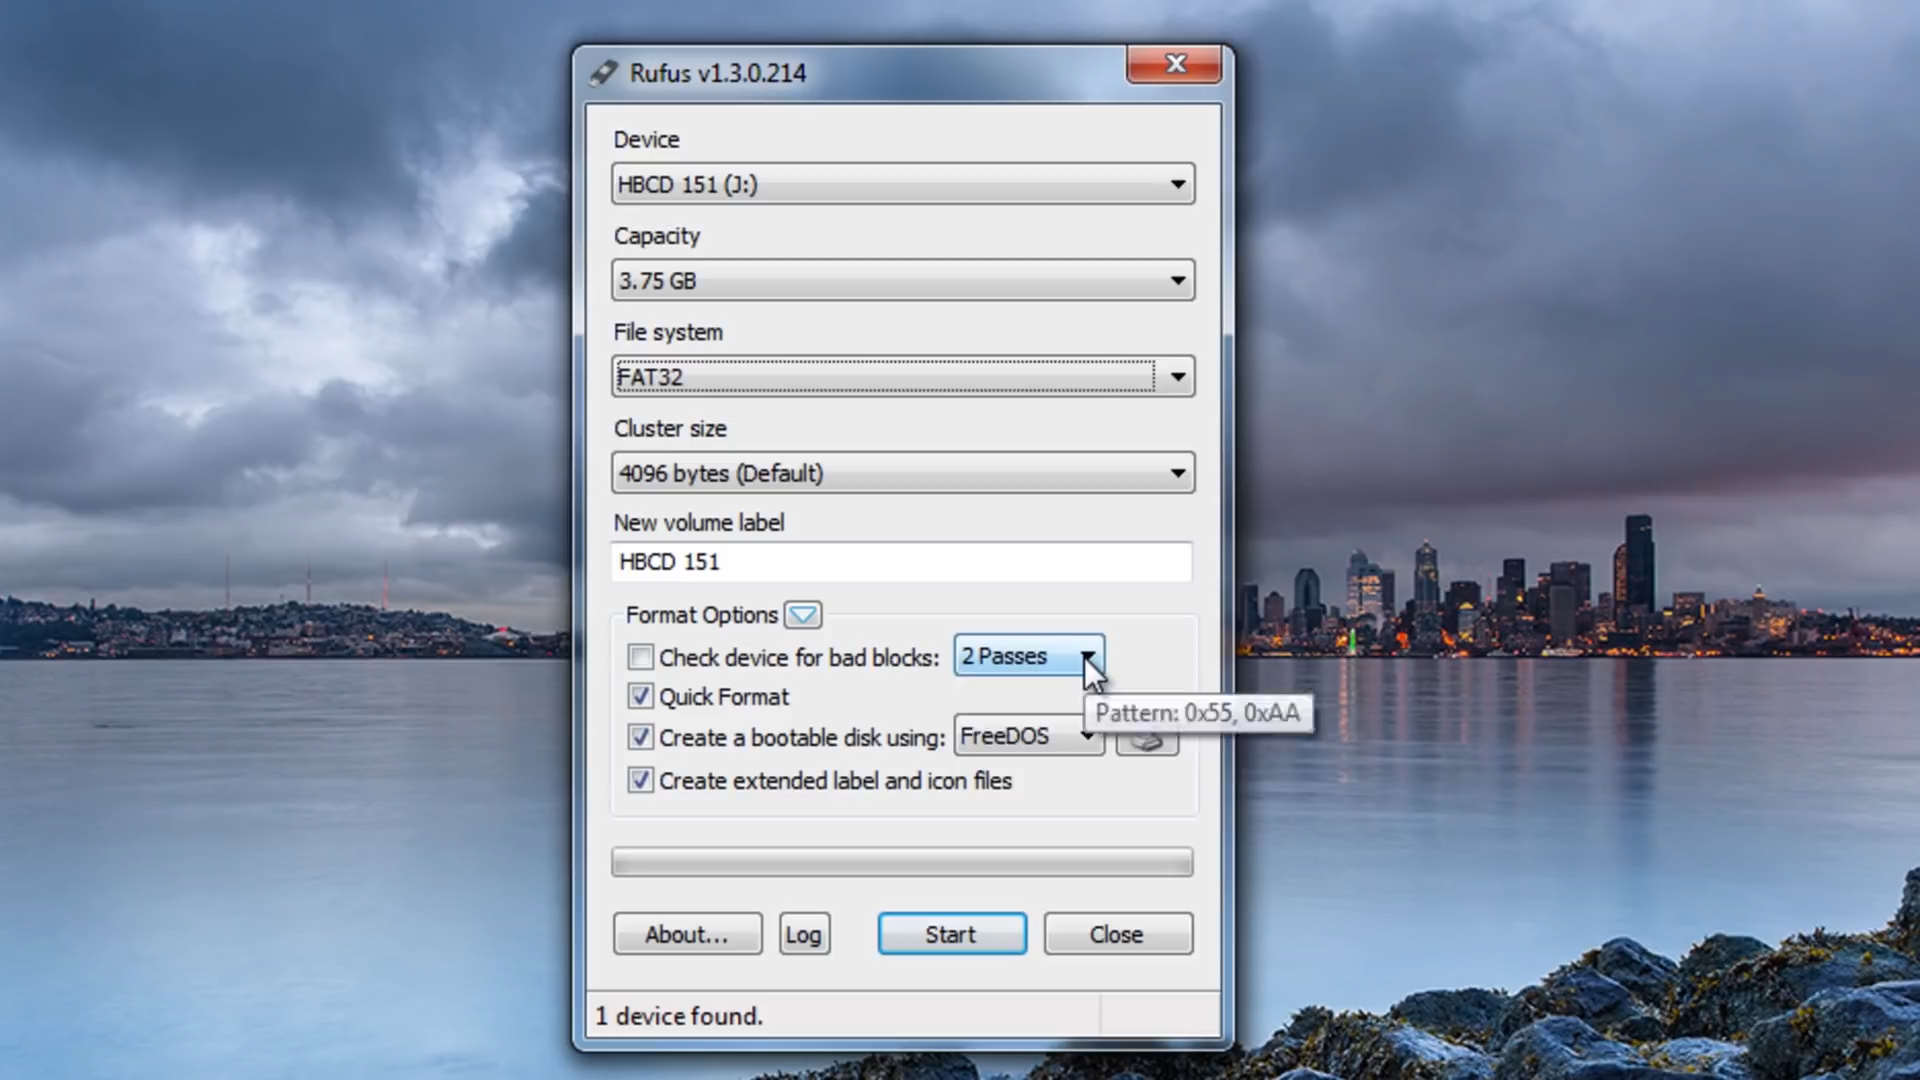 Rufus v1.3.0.214
Device
HBCD 151 (J:)
Capacity
3.75 GB
File system
FAT32
Cluster size
4096 bytes (Default)
New volume label
HBCD 151
Format Options
Check device for bad blocks: 2 Passes
Quick Format
Pattern: 0x55, 0xAA
Create a bootable disk using: FreeDOS
Create extended label and icon files
About... Log Start Close
1 device found.